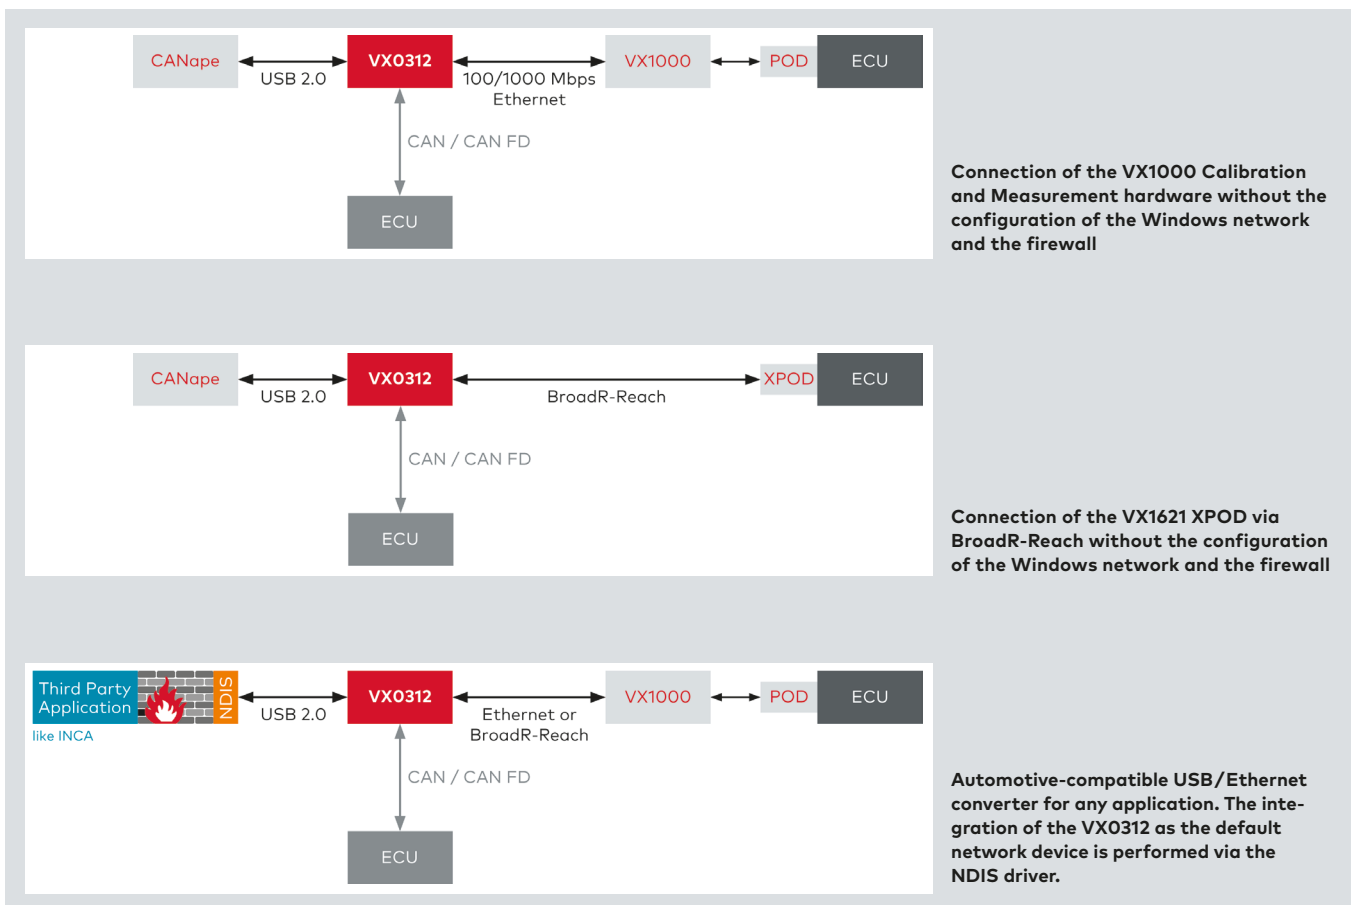 CANape
USB 2.0
VX0312
100/1000 Mbps
Ethernet
VX1000
POD
ECU
CAN / CAN FD
ECU
Connection of the VX1000 Calibration
and Measurement hardware without the
configuration of the Windows network
and the firewall
CANape
USB 2.0
VX0312
BroadR-Reach
XPOD
ECU
CAN / CAN FD
ECU
Connection of the VX1621 XPOD via
BroadR-Reach without the configuration
of the Windows network and the firewall
Third Party
Application
NDIS
like INCA
USB 2.0
VX0312
Ethernet or
BroadR-Reach
VX1000
POD
ECU
CAN / CAN FD
ECU
Automotive-compatible USB/Ethernet
converter for any application. The inte-
gration of the VX0312 as the default
network device is performed via the
NDIS driver.